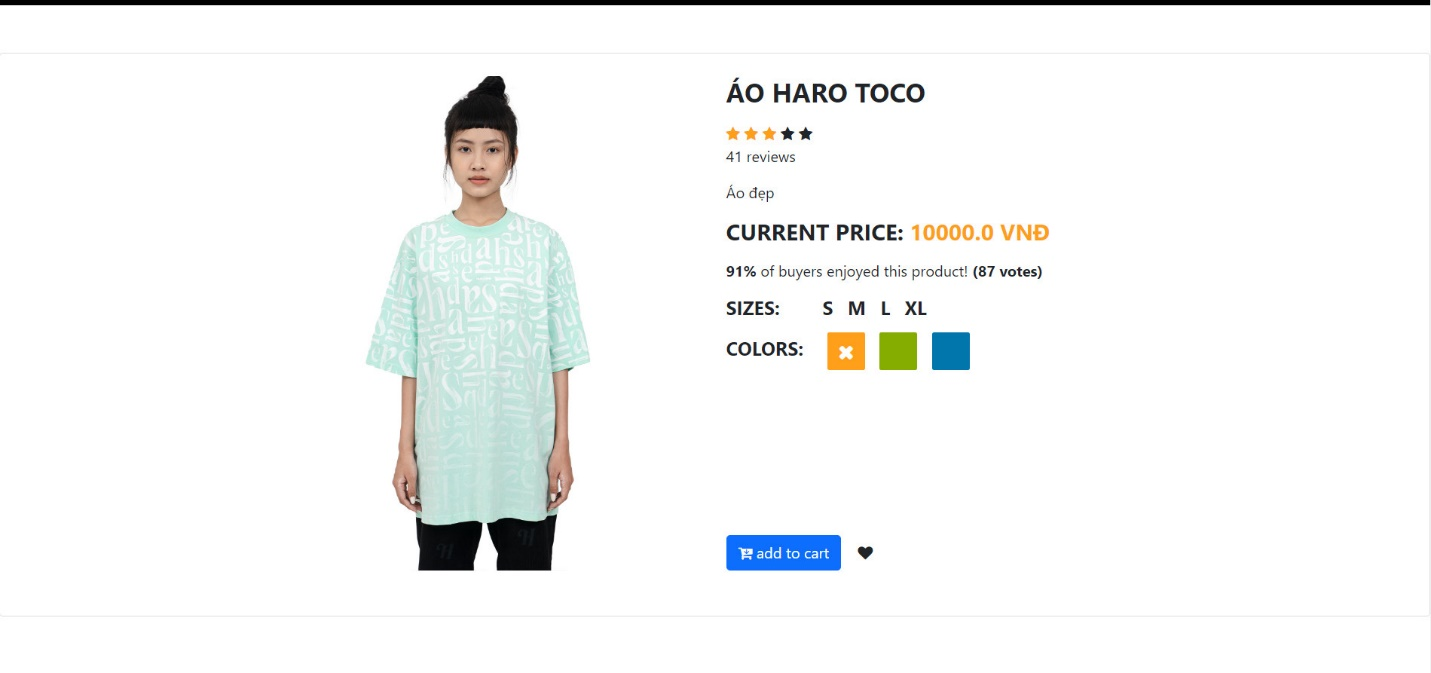 ÁO HARO TOCO
41 reviews
Áo đẹp
CURRENT PRICE: 10000.0 VNĐ
91% of buyers enjoyed this product! (87 votes)
SIZES: S M L XL
COLORS:
add to cart